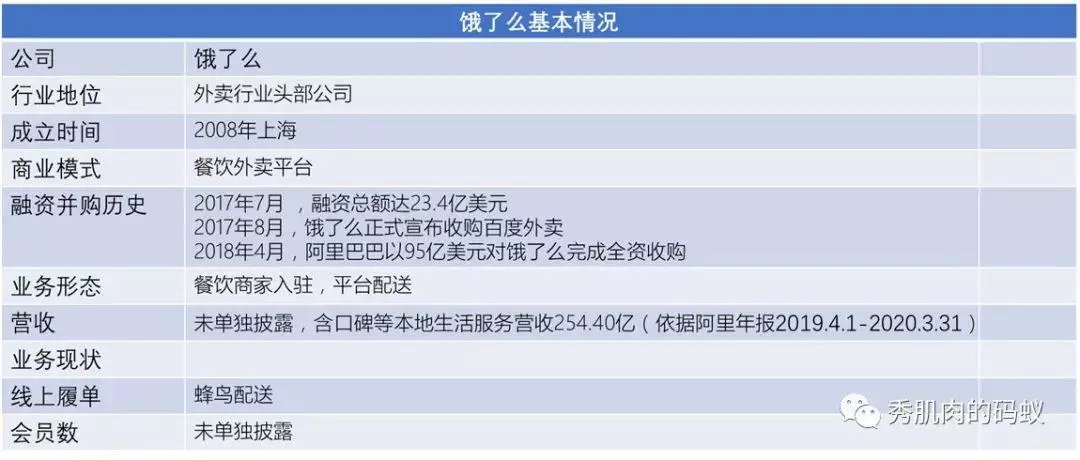 饿了么基本情况
公司 饿了么
行业地位 外卖行业头部公司
成立时间 2008年上海
商业模式 餐饮外卖平台
融资并购历史 2017年7月 ，融资总额达23.4亿美元
2017年8月，饿了么正式宣布收购百度外卖
2018年4月，阿里巴巴以95亿美元对饿了么完成全资收购
业务形态 餐饮商家入驻，平台配送
营收 未单独披露，含口碑等本地生活服务营收254.40亿（依据阿里年报2019.4.1-2020.3.31）
业务现状
线上履单 蜂鸟配送
会员数 未单独披露
秀肌肉的码蚁